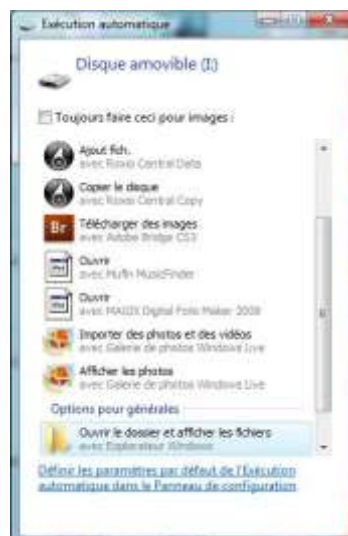 Exécution automatique
Disque amovible (I:)
Toujours faire ceci pour images :
Ajout fich.
avec Roxio Central Data
Copier le disque
avec Roxio Central Copy
Br
Télécharger des images
avec Adobe Bridge CS3
Ouvrir
avec Mufin MusicFinder
Ouvrir
avec MAGIX Digital Foto Maker 2008
Importer des photos et des vidéos
avec Galerie de photos Windows Live
Afficher les photos
avec Galerie de photos Windows Live
Options pour générales
Ouvrir le dossier et afficher les fichiers
avec Explorateur Windows
Définir les paramètres par défaut de l'Exécution
automatique dans le Panneau de configuration